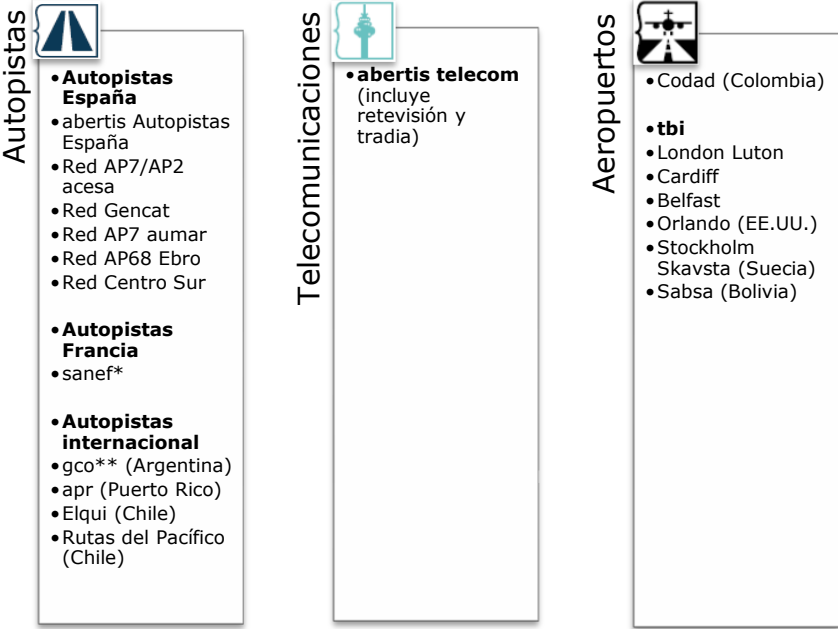 Autopistas
•Autopistas
España
•abertis Autopistas
España
•Red AP7/AP2
acesa
•Red Gencat
•Red AP7 aumar
•Red AP68 Ebro
•Red Centro Sur
•Autopistas
Francia
•sanef*
•Autopistas
internacional
•gco** (Argentina)
•apr (Puerto Rico)
•Elqui (Chile)
•Rutas del Pacífico
(Chile)
Telecomunicaciones
•abertis telecom
(incluye
retevisión y
tradia)
Aeropuertos
•Codad (Colombia)
•tbi
•London Luton
•Cardiff
•Belfast
•Orlando (EE.UU.)
•Stockholm
Skavsta (Suecia)
•Sabsa (Bolivia)